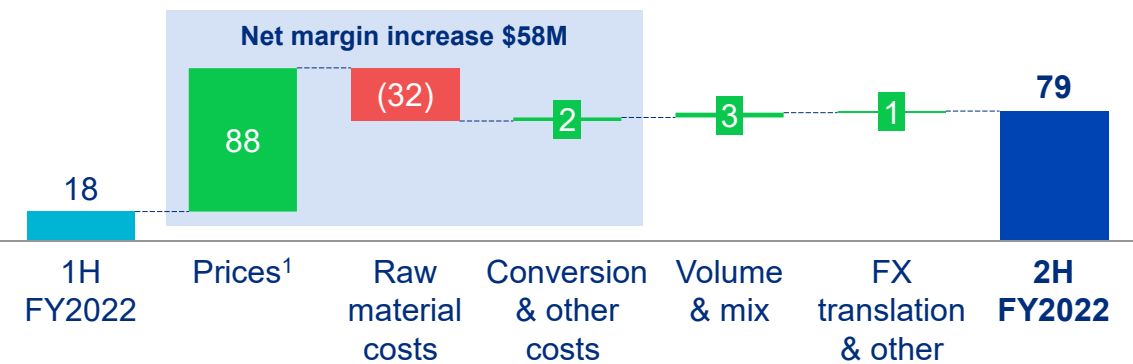 Net margin increase $58M
18
88
(32)
2
3
1
79
1H
FY2022
Prices¹
Raw
material
costs
Conversion
& other
costs
Volume
& mix
FX
translation
& other
2H
FY2022